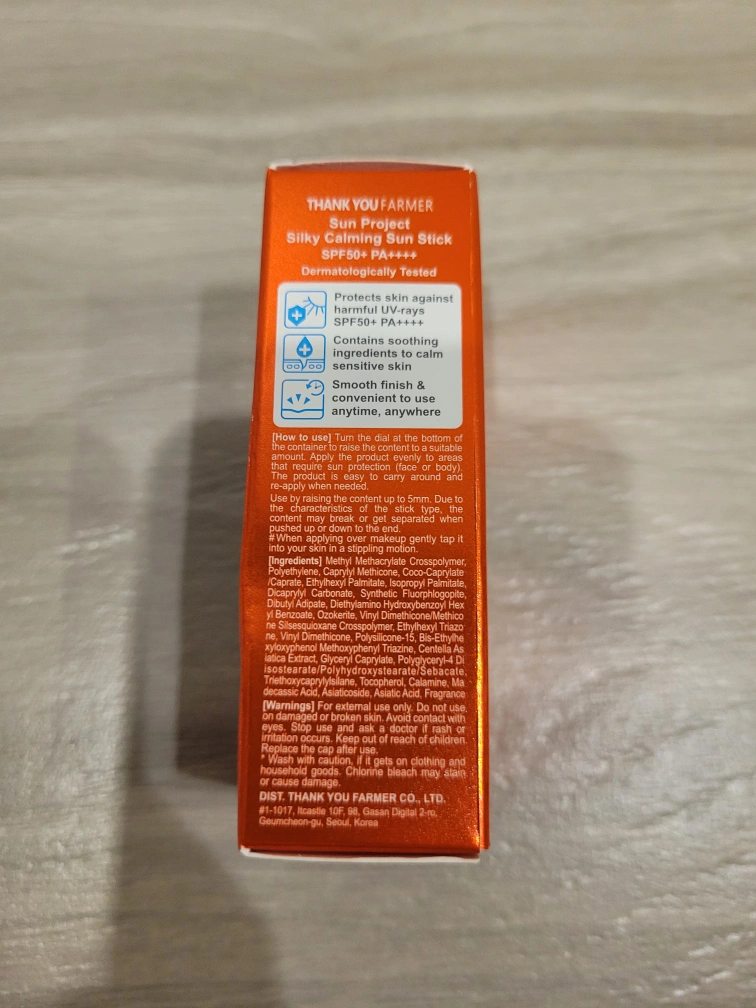 THANK YOU FARMER
Sun Project
Silky Calming Sun Stick
SPF50+ PA++++
Dermatologically Tested
Protects skin against
harmful UV-rays
SPF50+ PA++++
Contains soothing
ingredients to calm
sensitive skin
Smooth finish &
convenient to use
anytime, anywhere
[How to use] Turn the dial at the bottom of
the container to raise the content to a suitable
amount. Apply the product evenly to areas
that require sun protection (face or body).
The product is easy to carry around and
re-apply when needed.
Use by raising the content up to 5mm. Due to
the characteristics of the stick type, the
content may break or get separated when
pushed up or down to the end.
#When applying over makeup gently tap it
into your skin in a stippling motion.
[Ingredients] Methyl Methacrylate Crosspolymer,
Polyethylene, Caprylyl Methicone, Coco-Caprylate
/Caprate, Ethylhexyl Palmitate, Isopropyl Palmitate,
Dicaprylyl Carbonate, Synthetic Fluorphlogopite,
Dibutyl Adipate, Diethylamino Hydroxybenzoyl Hex
yl Benzoate, Ozokerite, Vinyl Dimethicone/Methico
ne Silsesquioxane Crosspolymer, Ethylhexyl Triazo
ne, Vinyl Dimethicone, Polysilicone-15, Bis-Ethylhe
xyloxyphenol Methoxyphenyl Triazine, Centella As
iatica Extract, Glyceryl Caprylate, Polyglyceryl-4 Di
isostearate/Polyhydroxystearate/Sebacate,
Triethoxycaprylylsilane, Tocopherol, Calamine, Ma
decassic Acid, Asiaticoside, Asiatic Acid, Fragrance
[Warnings] For external use only. Do not use
on damaged or broken skin. Avoid contact with
eyes. Stop use and ask a doctor if rash or
irritation occurs. Keep out of reach of children.
Replace the cap after use.
* Wash with caution, if it gets on clothing and
household goods. Chlorine bleach may stain
or cause damage.
DIST. THANK YOU FARMER CO., LTD.
#1-1017, Itcastle 10F, 98, Gasan Digital 2-ro,
Geumcheon-gu, Seoul, Korea